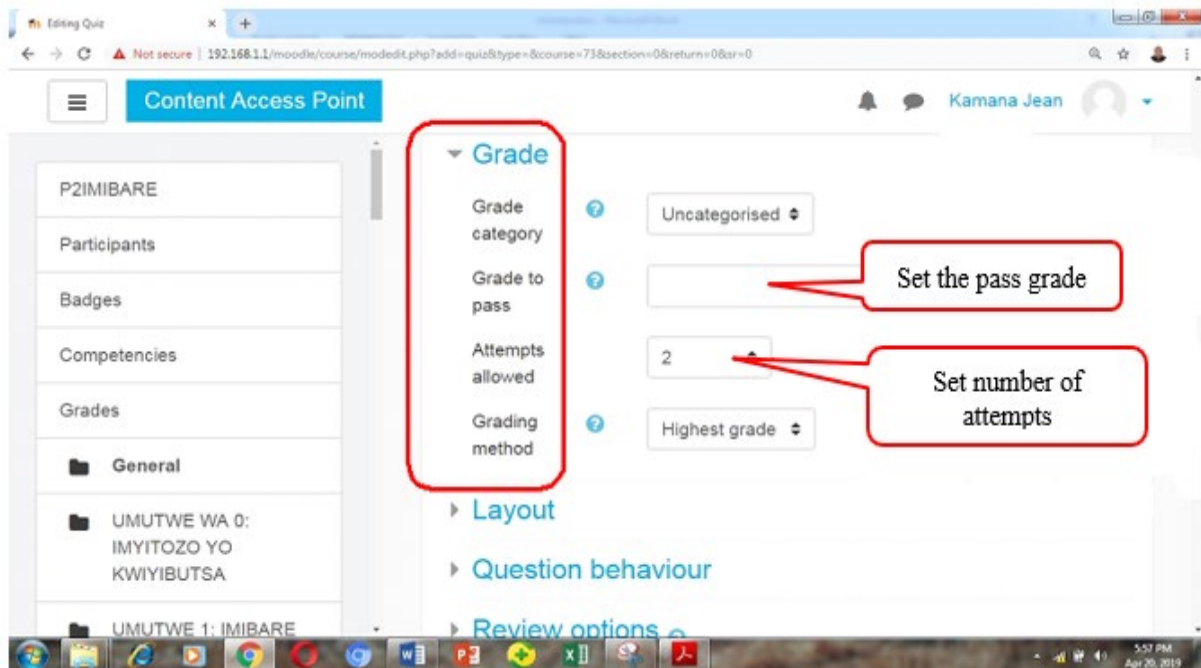 Editing Quiz
Not secure | 192.168.1.1/moodle/course/modedit.php?add=quiz&type=&course=73&section=0&return=0&sr=0
Content Access Point
Kamana Jean
P2IMIBARE
Participants
Badges
Competencies
Grades
General
UMUTWE WA 0:
IMYITOZO YO
KWIYIBUTSA
UMUTWE 1: IMIBARE
Grade
Grade
category
Uncategorised
Grade to
pass
Set the pass grade
Attempts
allowed
2
Set number of
attempts
Grading
method
Highest grade
Layout
Question behaviour
Review options
5:57 PM
Apr 20, 2019